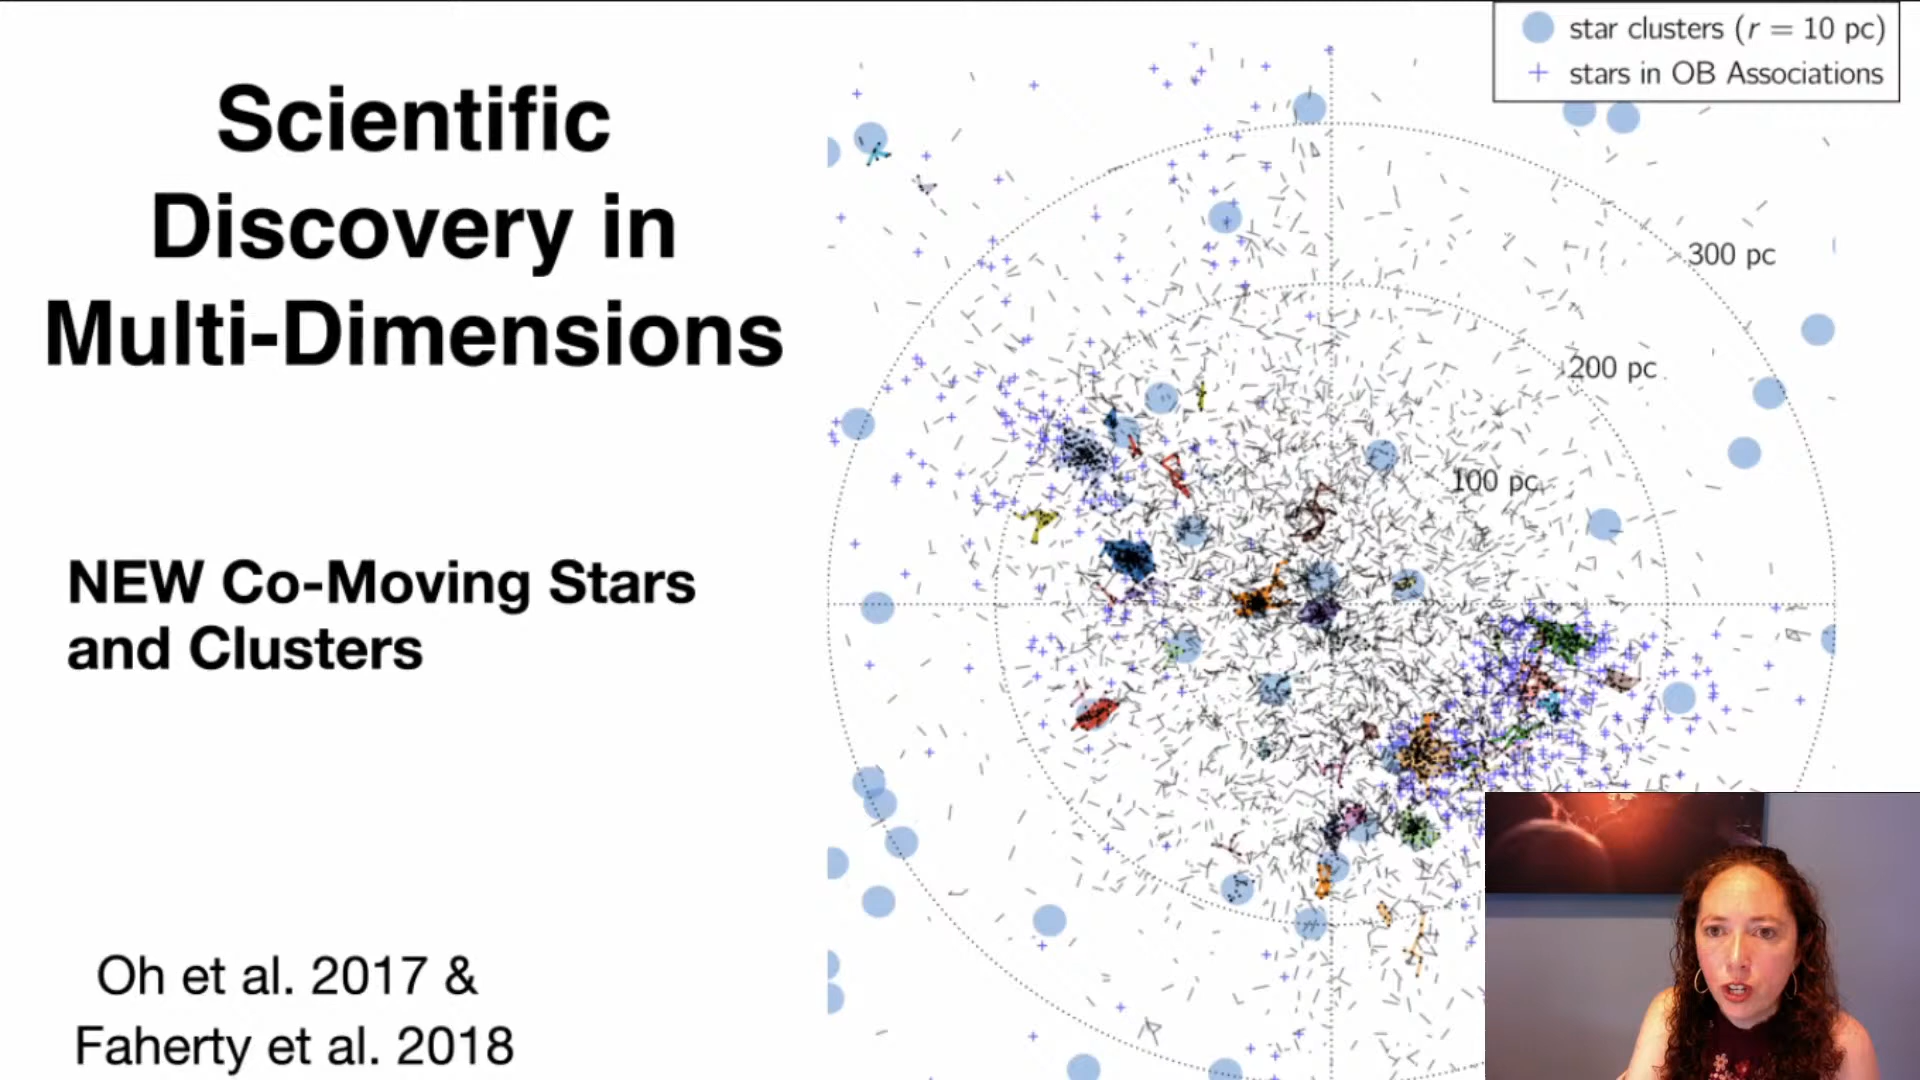 Scientific
Discovery in
Multi-Dimensions
NEW Co-Moving Stars
and Clusters
Oh et al. 2017 &
Faherty et al. 2018
star clusters (r = 10 pc)
stars in OB Associations
300 pc
200 pc
100 pc